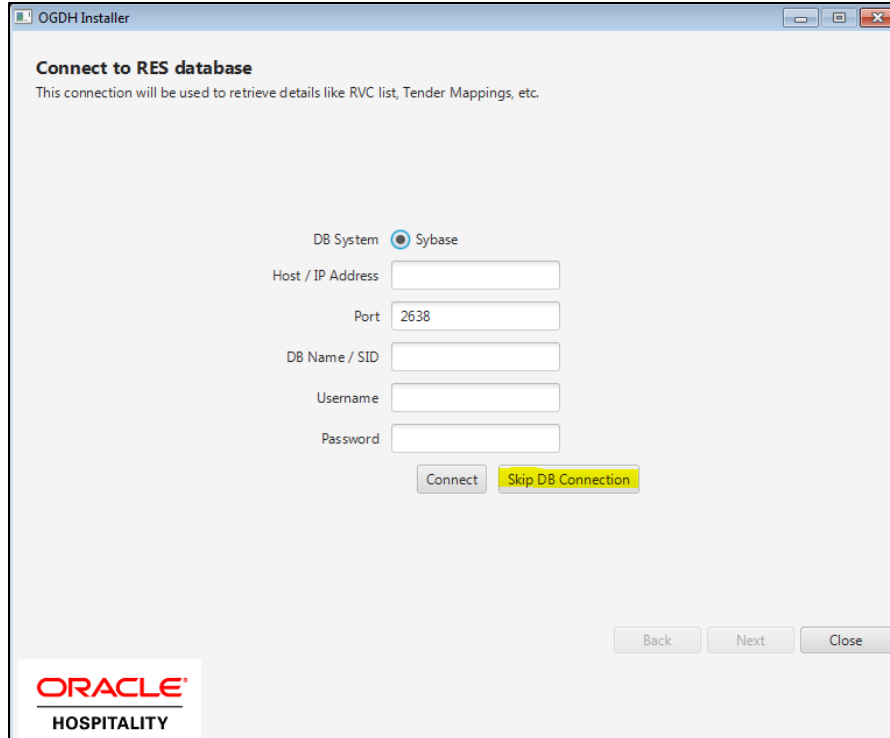 OGDH Installer
Connect to RES database
This connection will be used to retrieve details like RVC list, Tender Mappings, etc.
DB System Sybase
Host / IP Address
Port 2638
DB Name / SID
Username
Password
Connect Skip DB Connection
Back Next Close
ORACLE®
HOSPITALITY